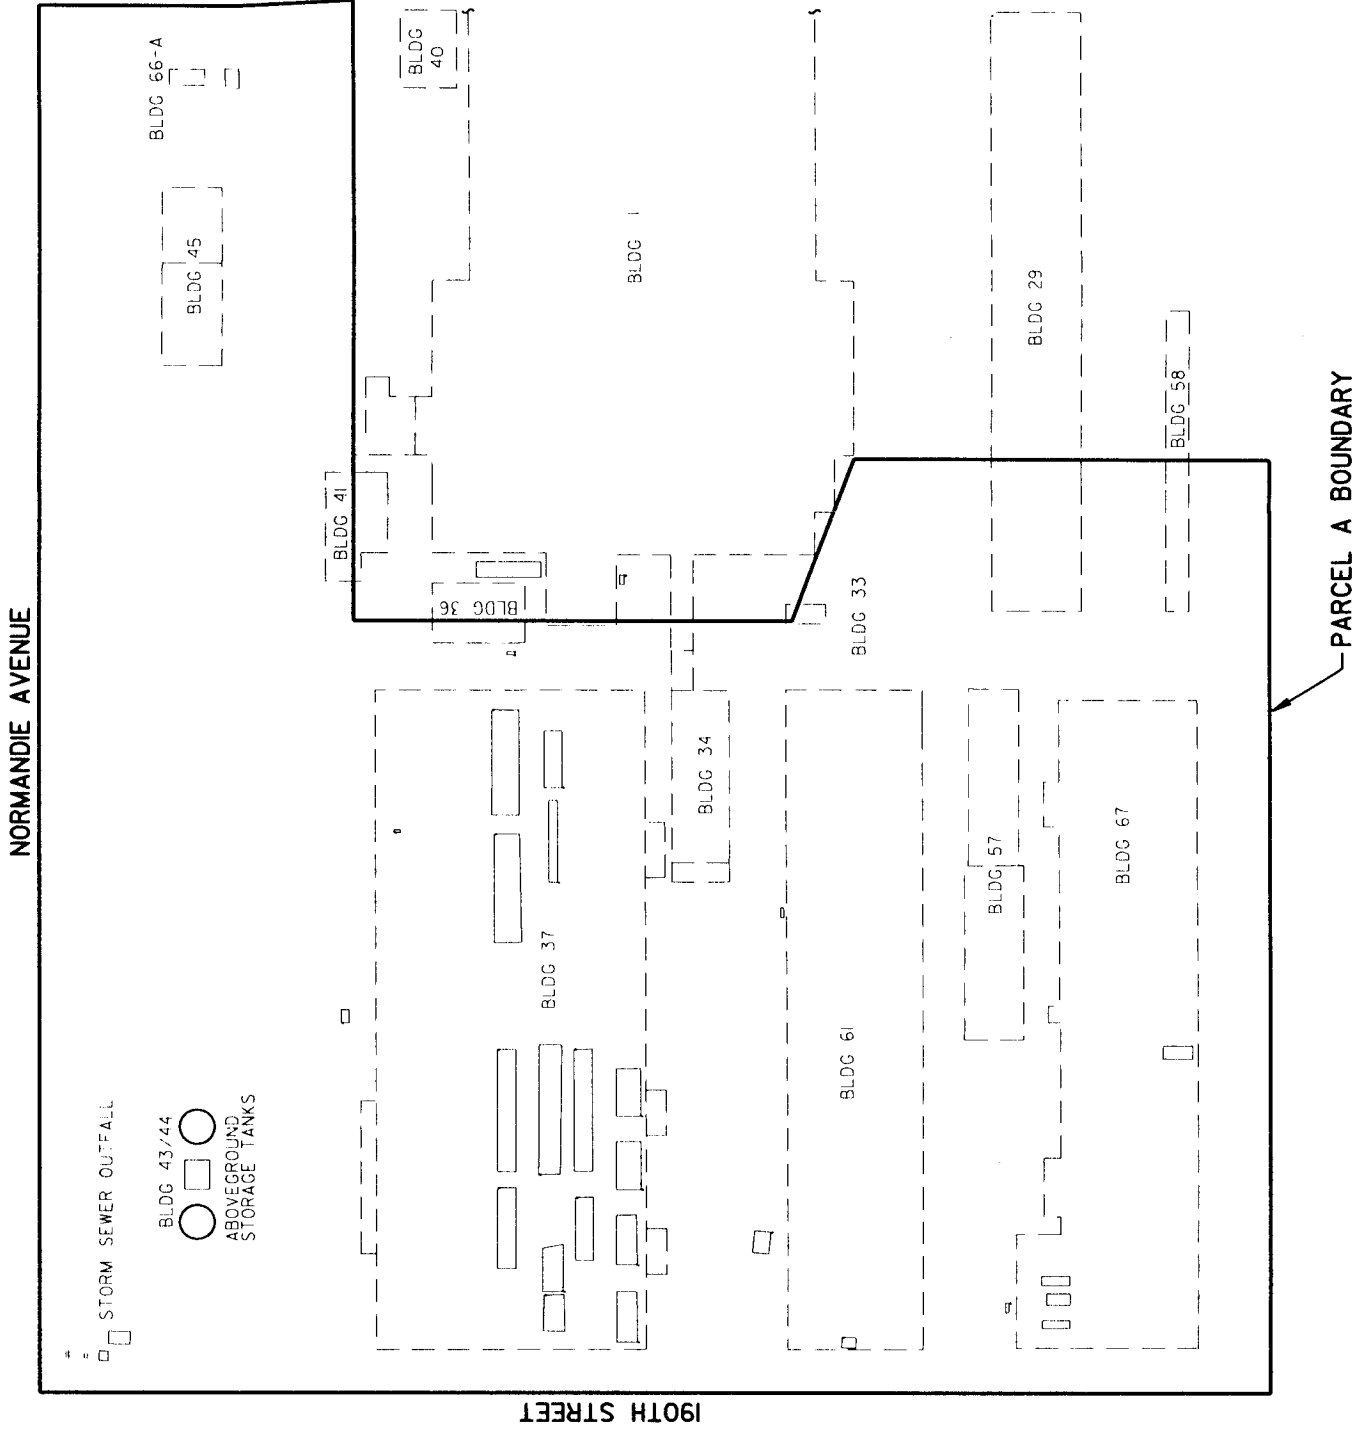 NORMANDIE AVENUE
BLDG 66-A
BLDG 45
BLDG
40
BLDG 1
BLDG 29
BLDG 58
BLDG 41
BLDG 36
BLDG 33
BLDG 34
BLDG 37
BLDG 57
BLDG 67
BLDG 61
STORM SEWER OUTFALL
BLDG 43/44
ABOVEGROUND
STORAGE TANKS
PARCEL A BOUNDARY
190TH STREET